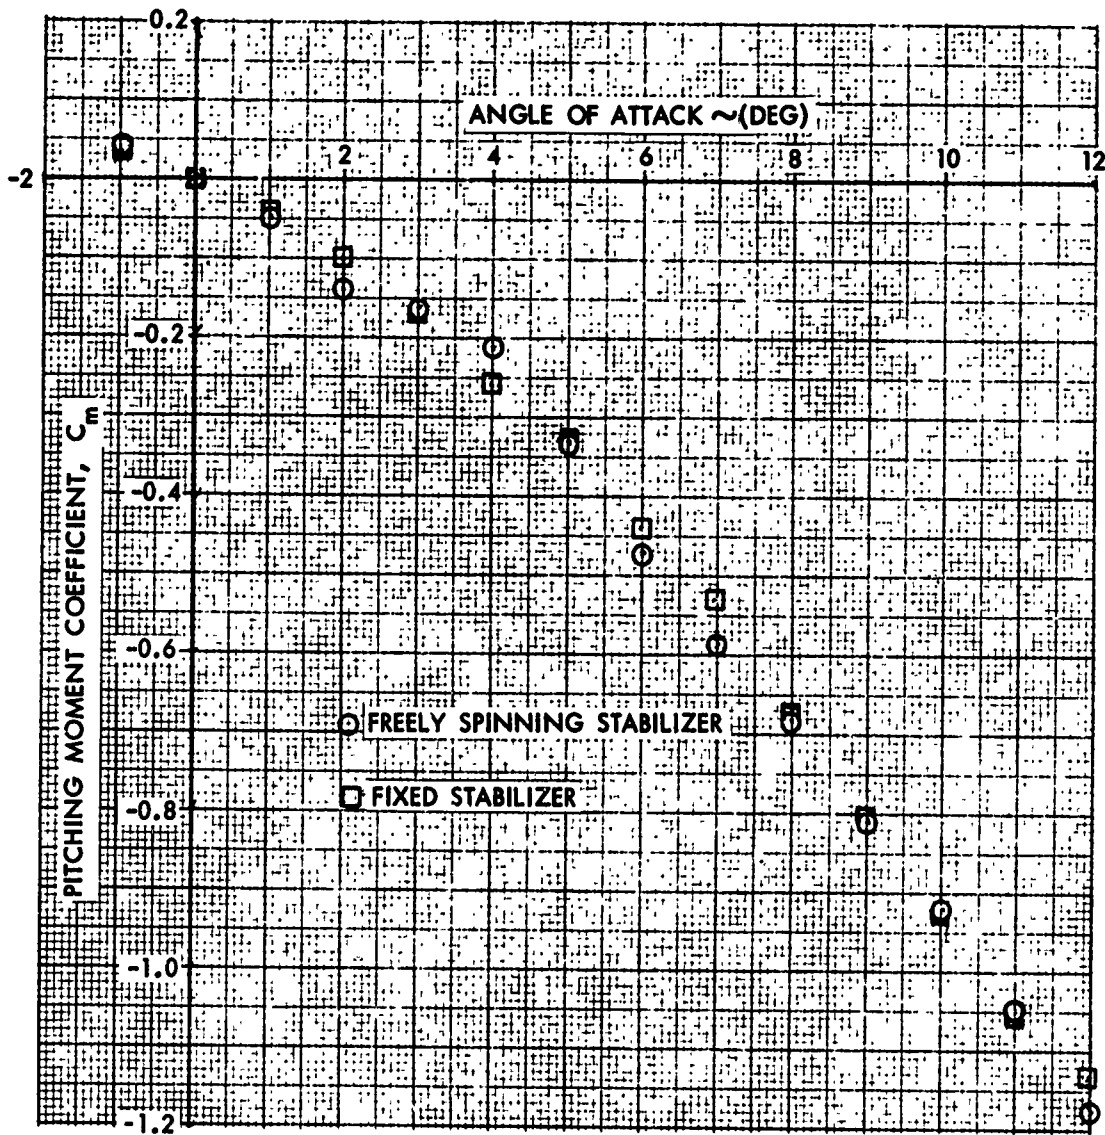 0.2
ANGLE OF ATTACK ~(DEG)
-2 2 4 6 8 10 12
-0.2
-0.4
-0.6
-0.8
-1.0
-1.2
PITCHING MOMENT COEFFICIENT, Cm
FREELY SPINNING STABILIZER
FIXED STABILIZER